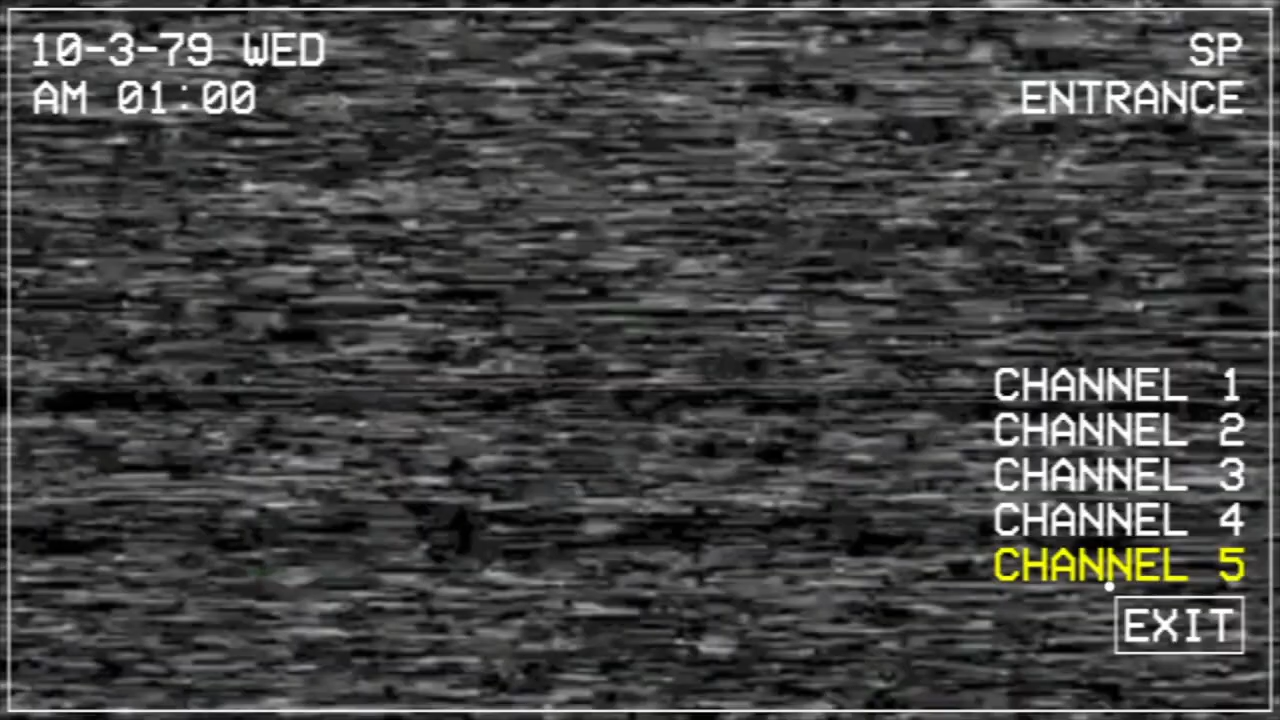 10-3-79 WED
AM 01:00
SP
ENTRANCE
CHANNEL 1
CHANNEL 2
CHANNEL 3
CHANNEL 4
CHANNEL 5
EXIT